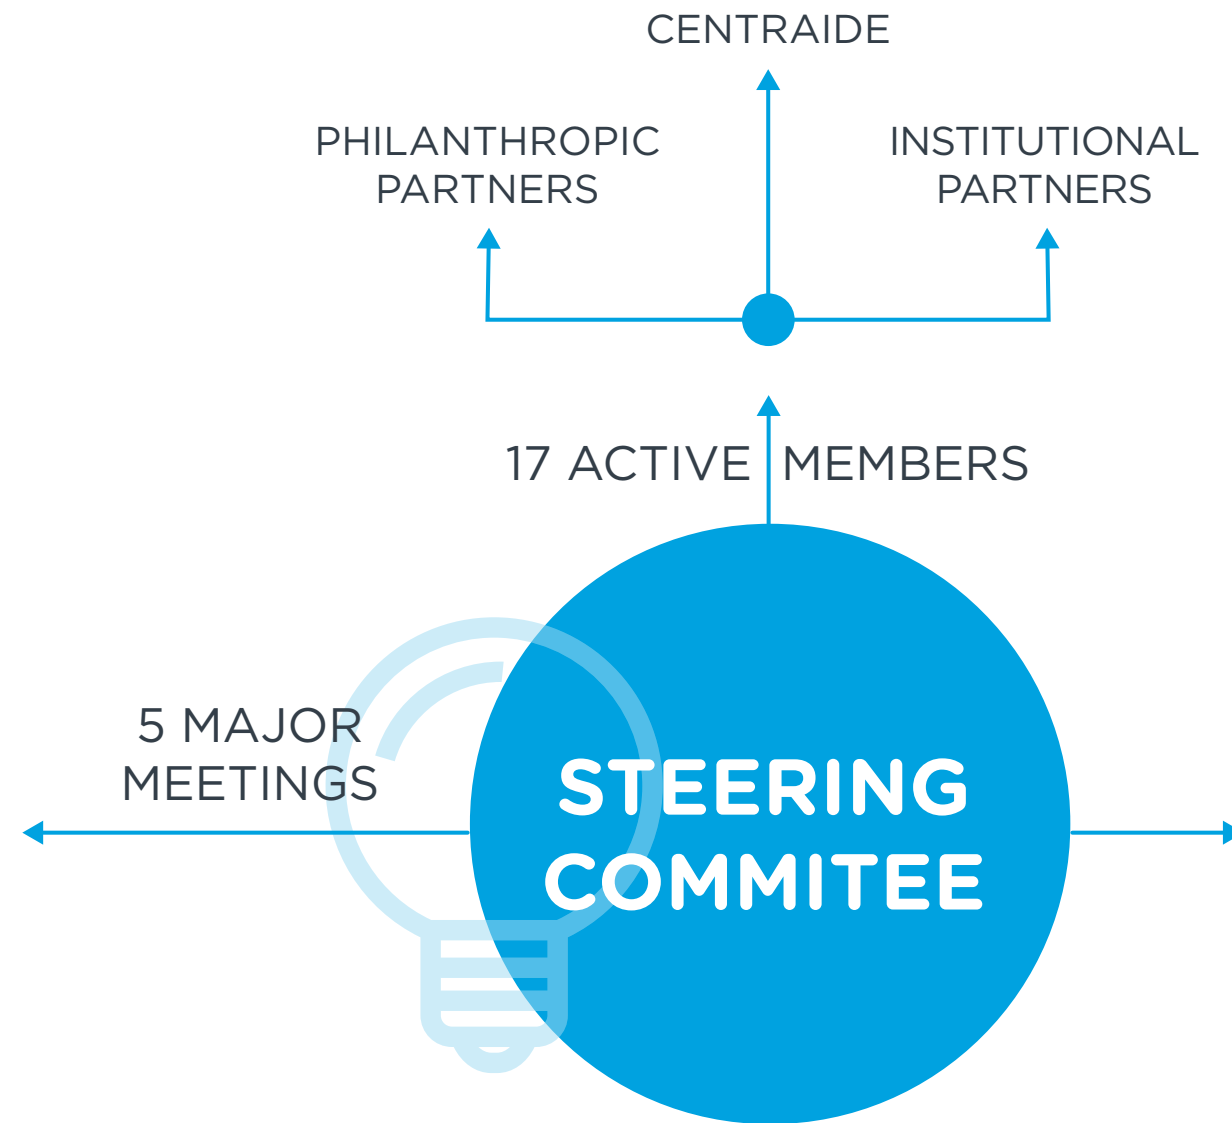 CENTRAIDE
PHILANTHROPIC
PARTNERS
INSTITUTIONAL
PARTNERS
17 ACTIVE MEMBERS
5 MAJOR
MEETINGS
STEERING
COMMITEE